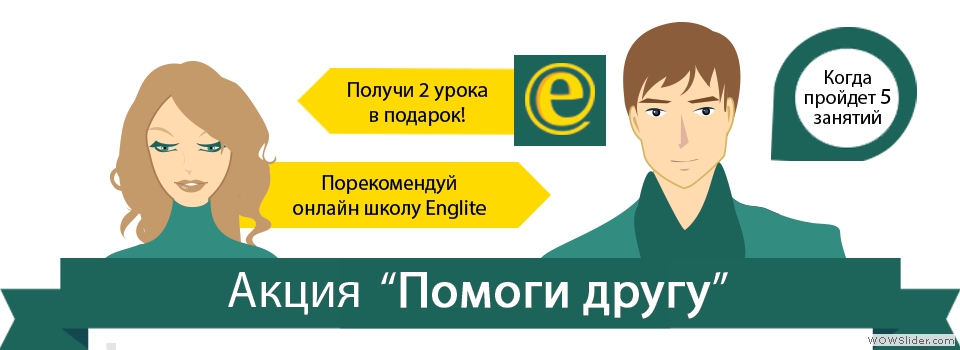 Получи 2 урока
в подарок!
e
Когда
пройдет 5
занятий
Порекомендуй
онлайн школу Englite
Акция “Помоги другу”
WOWSlider.com